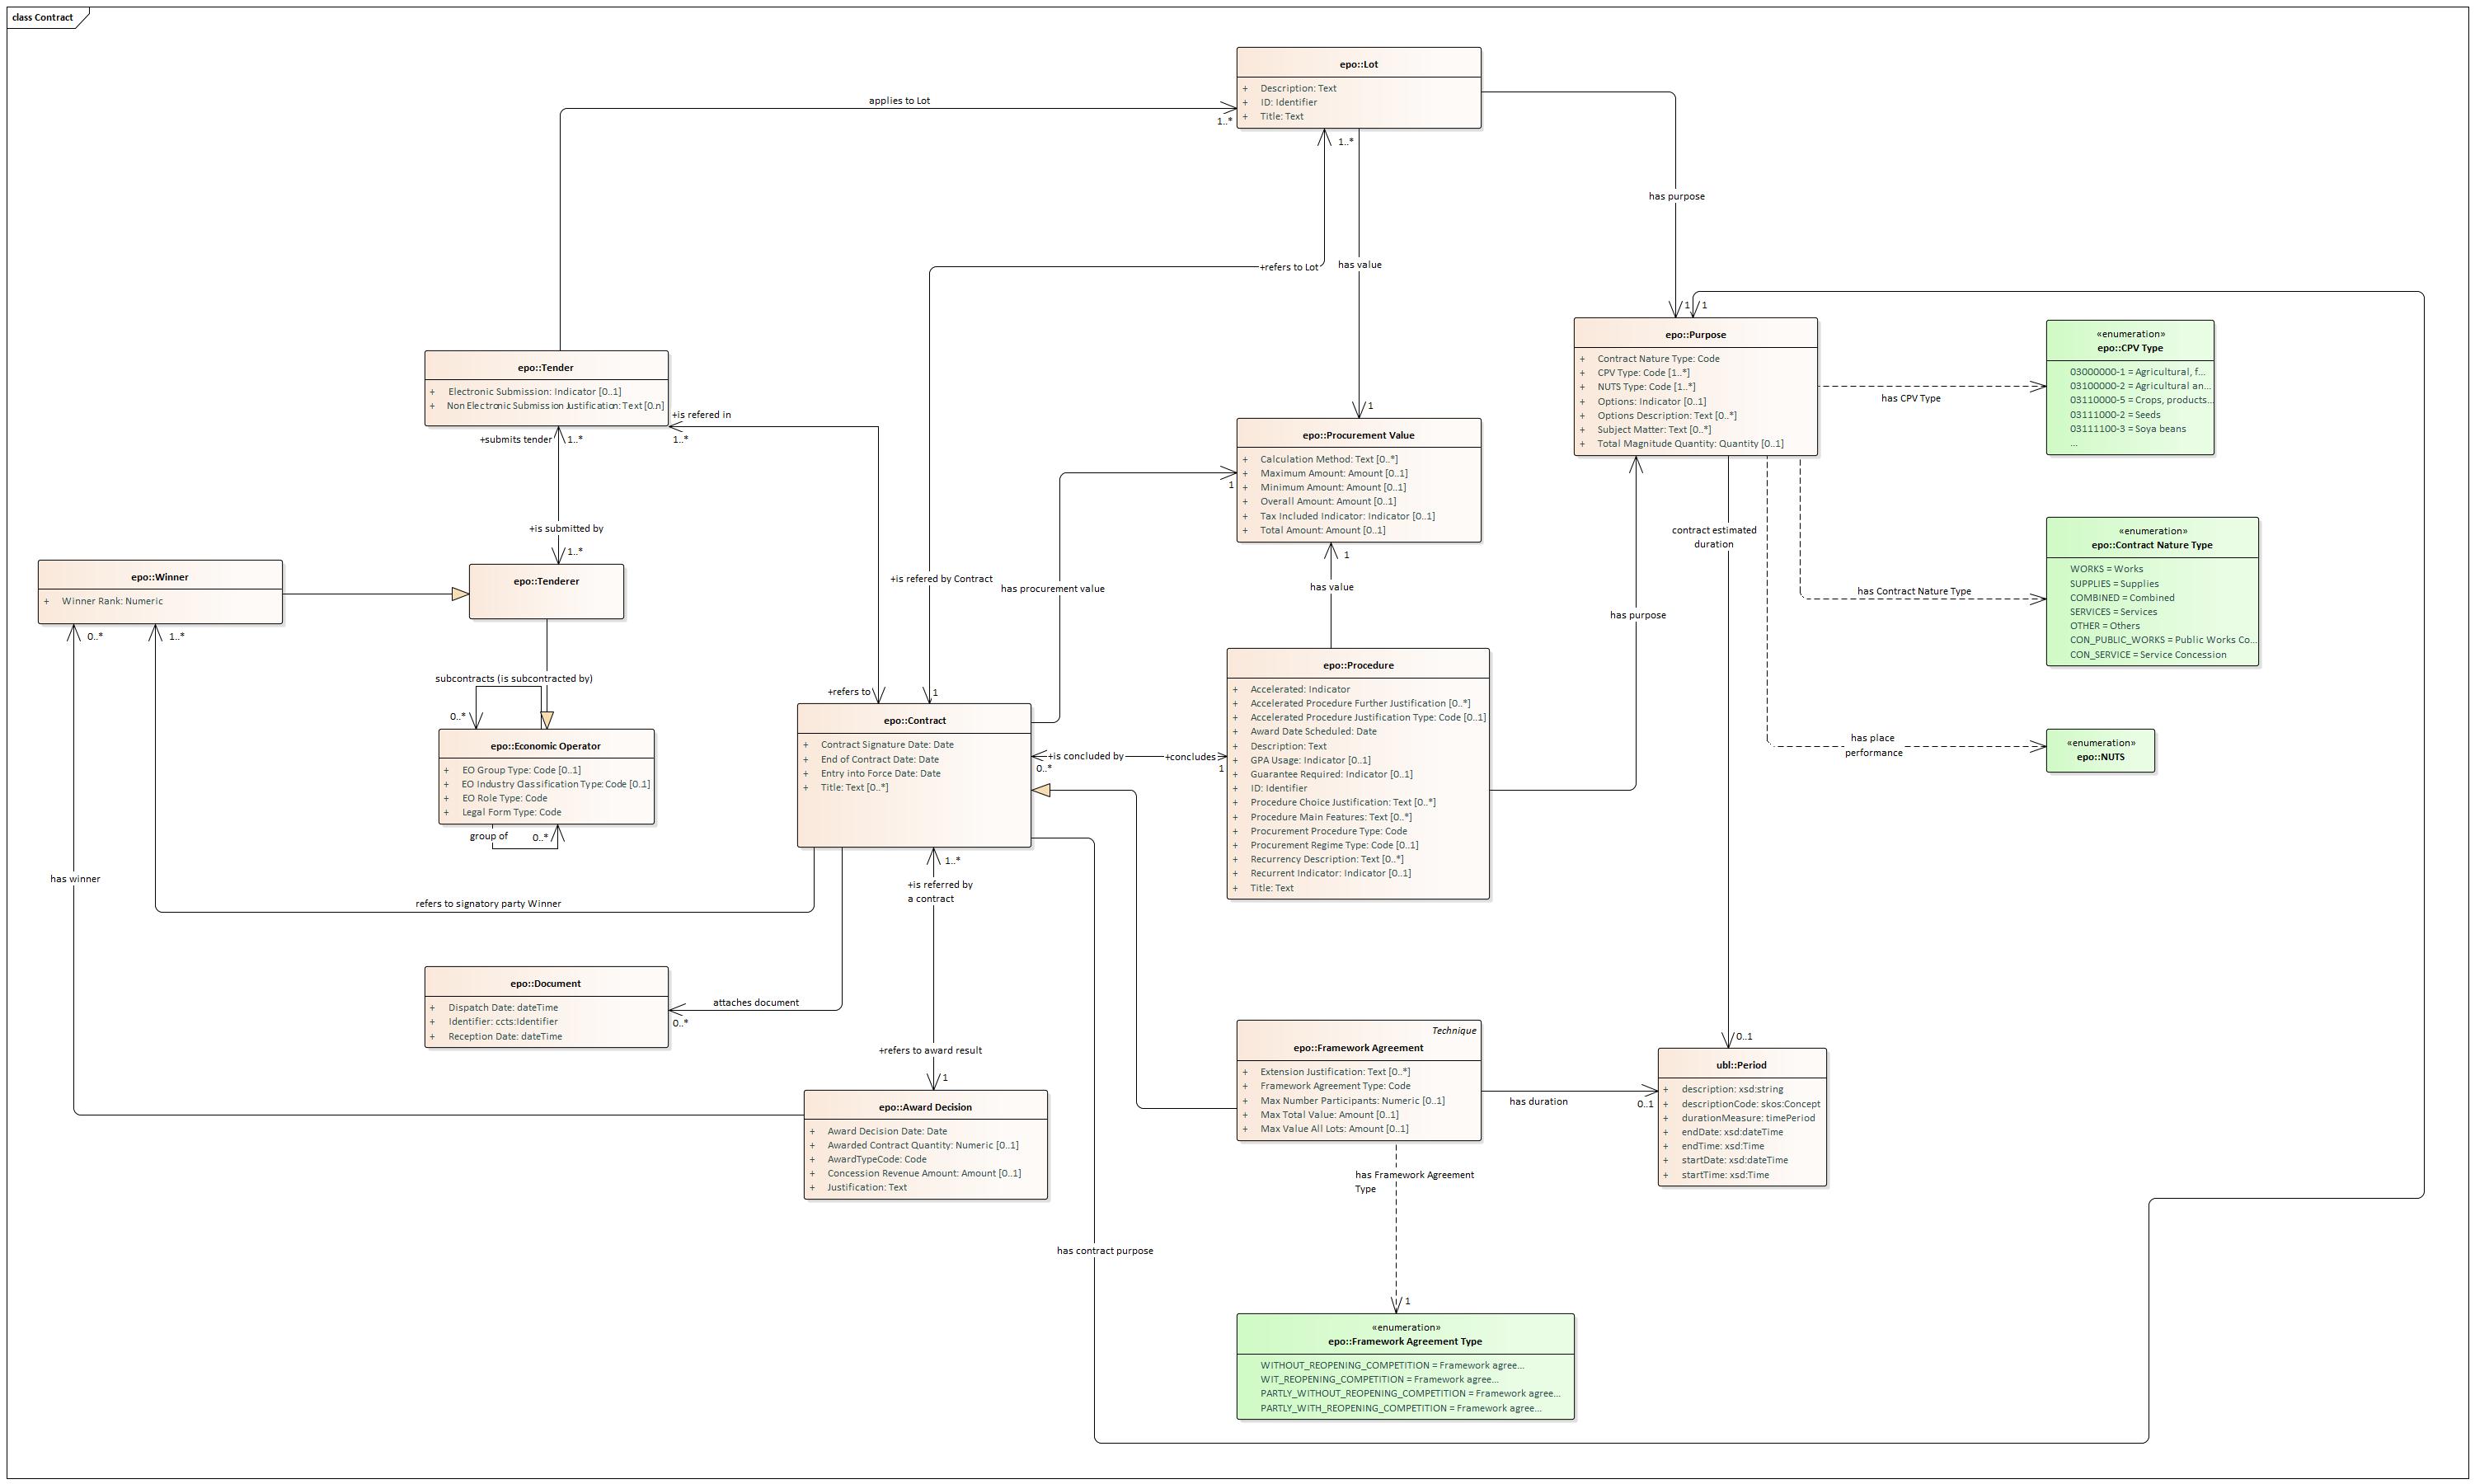 class Contract
epo::Lot
+ Description: Text
+ ID: Identifier
+ Title: Text
applies to Lot
1..*
1..*
has purpose
+refers to Lot
has value
1
1
epo::Purpose
+ Contract Nature Type: Code
+ CPV Type: Code [1..*]
+ NUTS Type: Code [1..*]
+ Options: Indicator [0..1]
+ Options Description: Text [0..*]
+ Subject Matter: Text [0..*]
+ Total Magnitude Quantity: Quantity [0..1]
«enumeration»
epo::CPV Type
03000000-1 = Agricultural, f...
03100000-2 = Agricultural an...
03110000-5 = Crops, products...
03111000-2 = Seeds
03111100-3 = Soya beans
...
has CPV Type
epo::Tender
+ Electronic Submission: Indicator [0..1]
+ Non Electronic Submission Justification: Text [0.n]
+is refered in
1..*
+submits tender
1..*
+is submitted by
1..*
1
epo::Procurement Value
+ Calculation Method: Text [0..*]
+ Maximum Amount: Amount [0..1]
+ Minimum Amount: Amount [0..1]
+ Overall Amount: Amount [0..1]
+ Tax Included Indicator: Indicator [0..1]
+ Total Amount: Amount [0..1]
1
1
has value
has procurement value
+is refered by Contract
contract estimated
duration
has purpose
«enumeration»
epo::Contract Nature Type
WORKS = Works
SUPPLIES = Supplies
COMBINED = Combined
SERVICES = Services
OTHER = Others
CON_PUBLIC_WORKS = Public Works Co...
CON_SERVICE = Service Concession
has Contract Nature Type
epo::Winner
+ Winner Rank: Numeric
0..*
1..*
epo::Tenderer
subcontracts (is subcontracted by)
0..*
epo::Economic Operator
+ EO Group Type: Code [0..1]
+ EO Industry Classification Type: Code [0..1]
+ EO Role Type: Code
+ Legal Form Type: Code
group of
0..*
+refers to
1
epo::Contract
+ Contract Signature Date: Date
+ End of Contract Date: Date
+ Entry into Force Date: Date
+ Title: Text [0..*]
+is concluded by
0..*
+concludes
1
epo::Procedure
+ Accelerated: Indicator
+ Accelerated Procedure Further Justification [0..*]
+ Accelerated Procedure Justification Type: Code [0..1]
+ Award Date Scheduled: Date
+ Description: Text
+ GPA Usage: Indicator [0..1]
+ Guarantee Required: Indicator [0..1]
+ ID: Identifier
+ Procedure Choice Justification: Text [0..*]
+ Procedure Main Features: Text [0..*]
+ Procurement Procedure Type: Code
+ Procurement Regime Type: Code [0..1]
+ Recurrency Description: Text [0..*]
+ Recurrent Indicator: Indicator [0..1]
+ Title: Text
has place
performance
«enumeration»
epo::NUTS
has winner
refers to signatory party Winner
1..*
+is referred by
a contract
epo::Document
+ Dispatch Date: dateTime
+ Identifier: ccts:Identifier
+ Reception Date: dateTime
attaches document
0..*
+refers to award result
1
epo::Award Decision
+ Award Decision Date: Date
+ Awarded Contract Quantity: Numeric [0..1]
+ AwardTypeCode: Code
+ Concession Revenue Amount: Amount [0..1]
+ Justification: Text
Technique
epo::Framework Agreement
+ Extension Justification: Text [0..*]
+ Framework Agreement Type: Code
+ Max Number Participants: Numeric [0..1]
+ Max Total Value: Amount [0..1]
+ Max Value All Lots: Amount [0..1]
has duration
0..1
0..1
ubl::Period
+ description: xsd:string
+ descriptionCode: skos:Concept
+ durationMeasure: timePeriod
+ endDate: xsd:dateTime
+ endTime: xsd:Time
+ startDate: xsd:dateTime
+ startTime: xsd:Time
has Framework Agreement
Type
has contract purpose
1
«enumeration»
epo::Framework Agreement Type
WITHOUT_REOPENING_COMPETITION = Framework agree...
WIT_REOPENING_COMPETITION = Framework agree...
PARTLY_WITHOUT_REOPENING_COMPETITION = Framework agree...
PARTLY_WITH_REOPENING_COMPETITION = Framework agree...